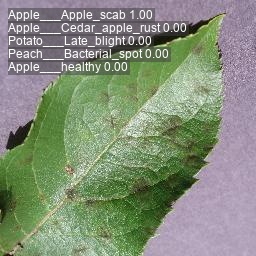 Apple___Apple_scab 1.00
Apple___Cedar_apple_rust 0.00
Potato___Late_blight 0.00
Peach___Bacterial_spot 0.00
Apple___healthy 0.00